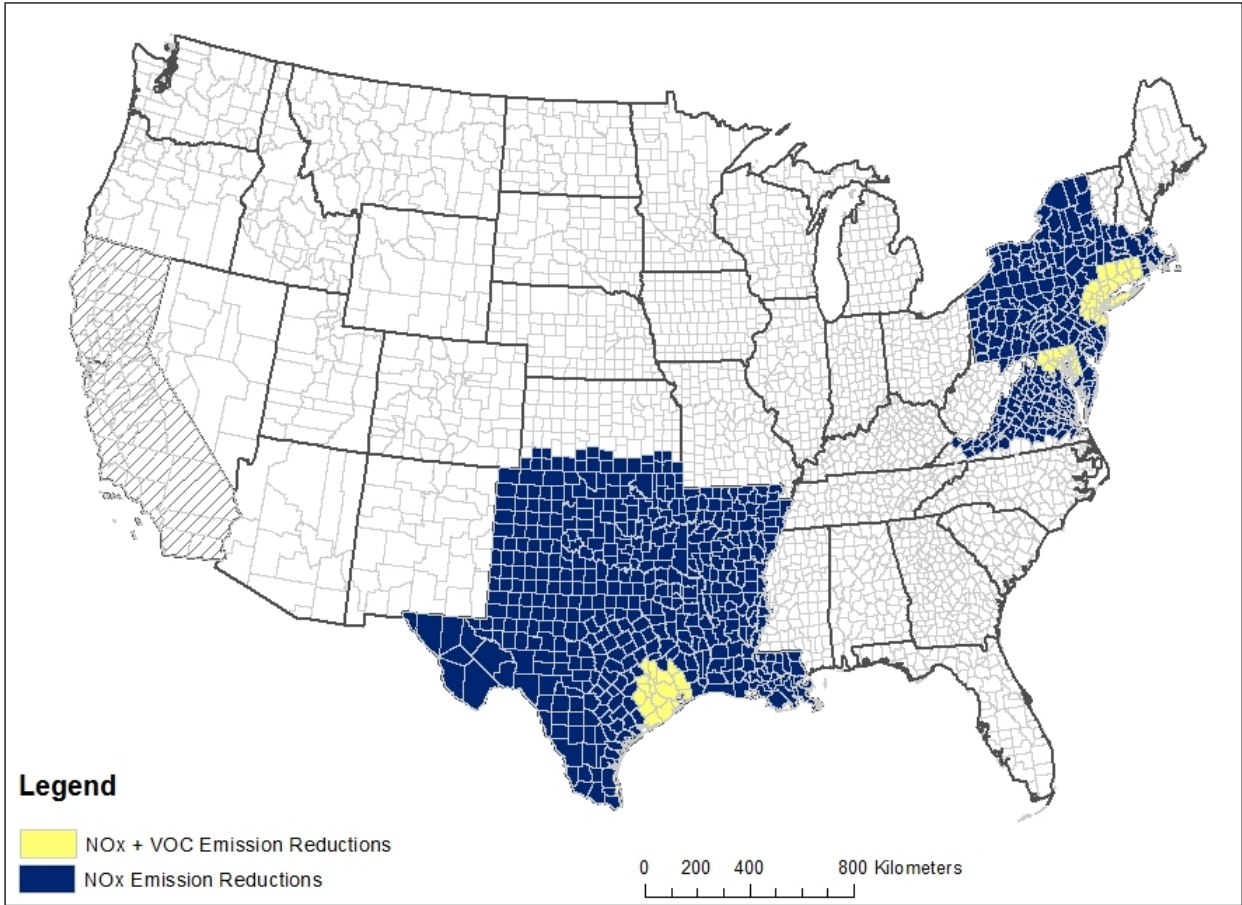 Legend
NOx + VOC Emission Reductions
NOx Emission Reductions
0 200 400 800 Kilometers